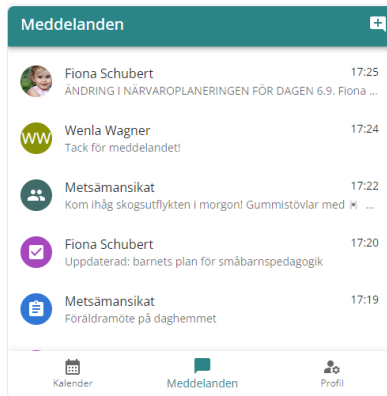 Meddelanden
Fiona Schubert 17:25
ÄNDRING I NÄRVAROPLANERINGEN FÖR DAGEN 6.9. Fiona ...
WW
Wenla Wagner 17:24
Tack för meddelandet!
Metsämansikat 17:22
Kom ihåg skogsutflykten i morgon! Gummistövlar med ...
Fiona Schubert 17:20
Uppdaterad: barnets plan för småbarnspedagogik
Metsämansikat 17:19
Föräldramöte på daghemmet
Kalender Meddelanden Profil